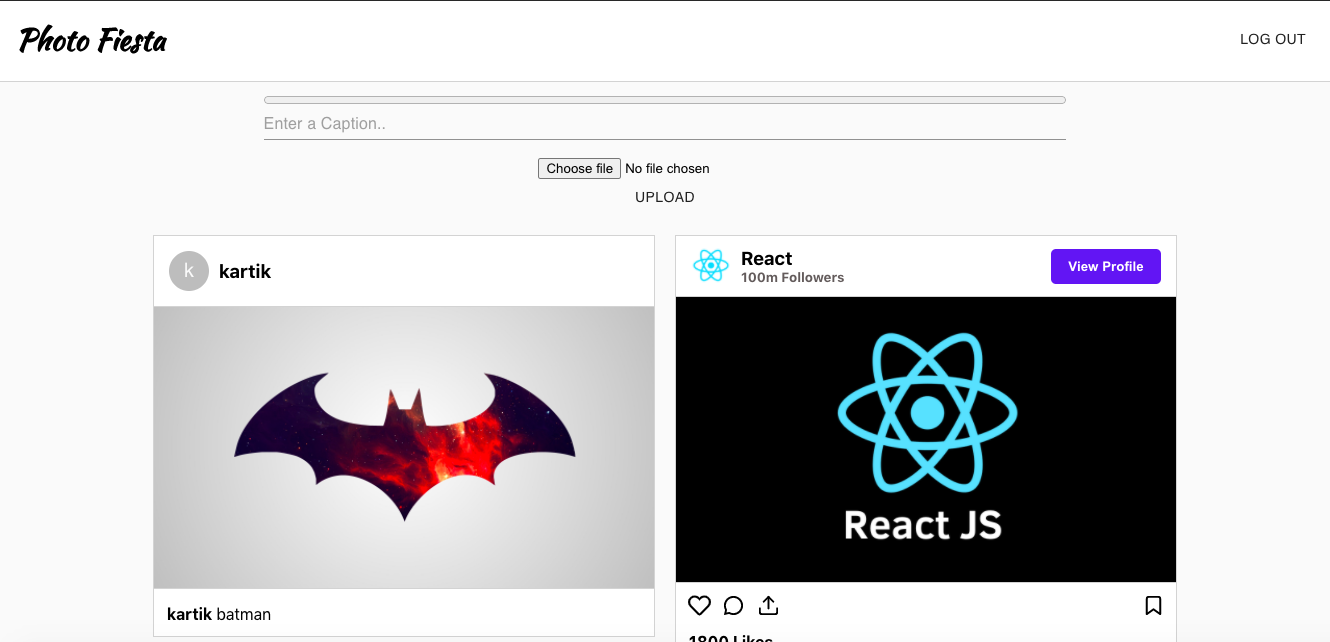 Photo Fiesta
LOG OUT
Enter a Caption..
Choose file No file chosen
UPLOAD
k
kartik
kartik batman
React
100m Followers
View Profile
React JS
1800 Likes